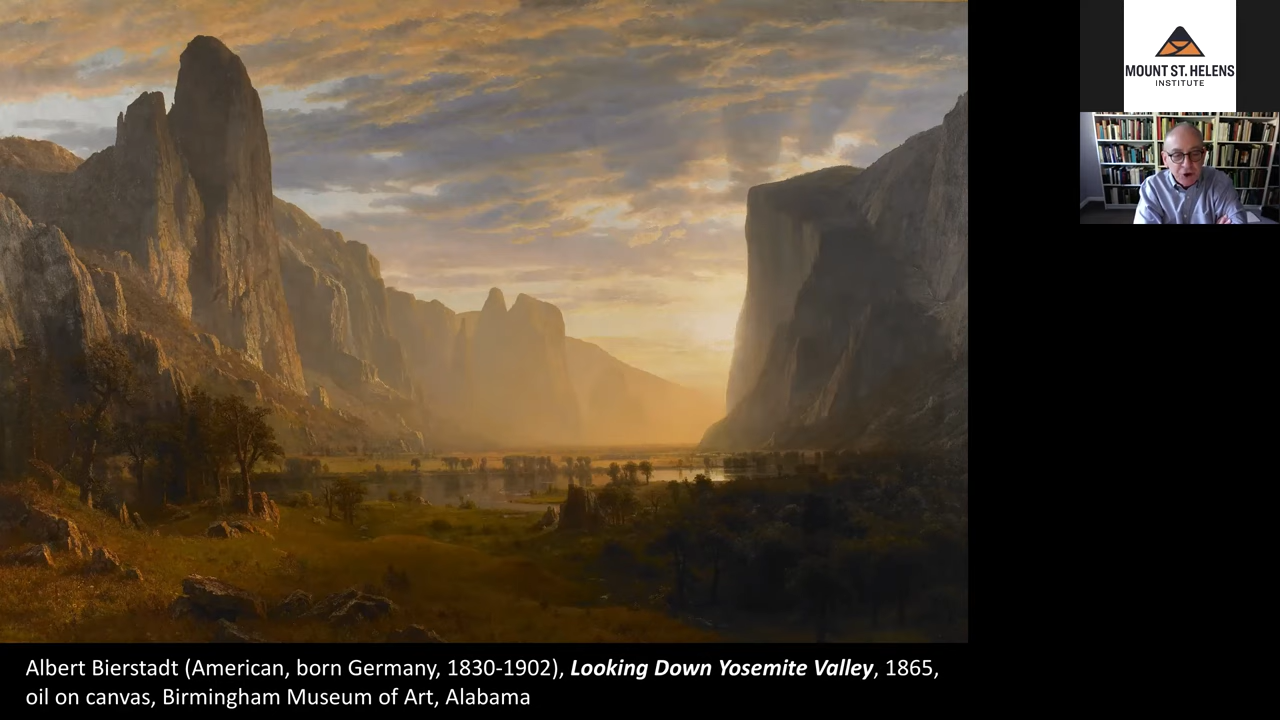 MOUNT ST. HELENS
INSTITUTE
Albert Bierstadt (American, born Germany, 1830-1902), Looking Down Yosemite Valley, 1865,
oil on canvas, Birmingham Museum of Art, Alabama